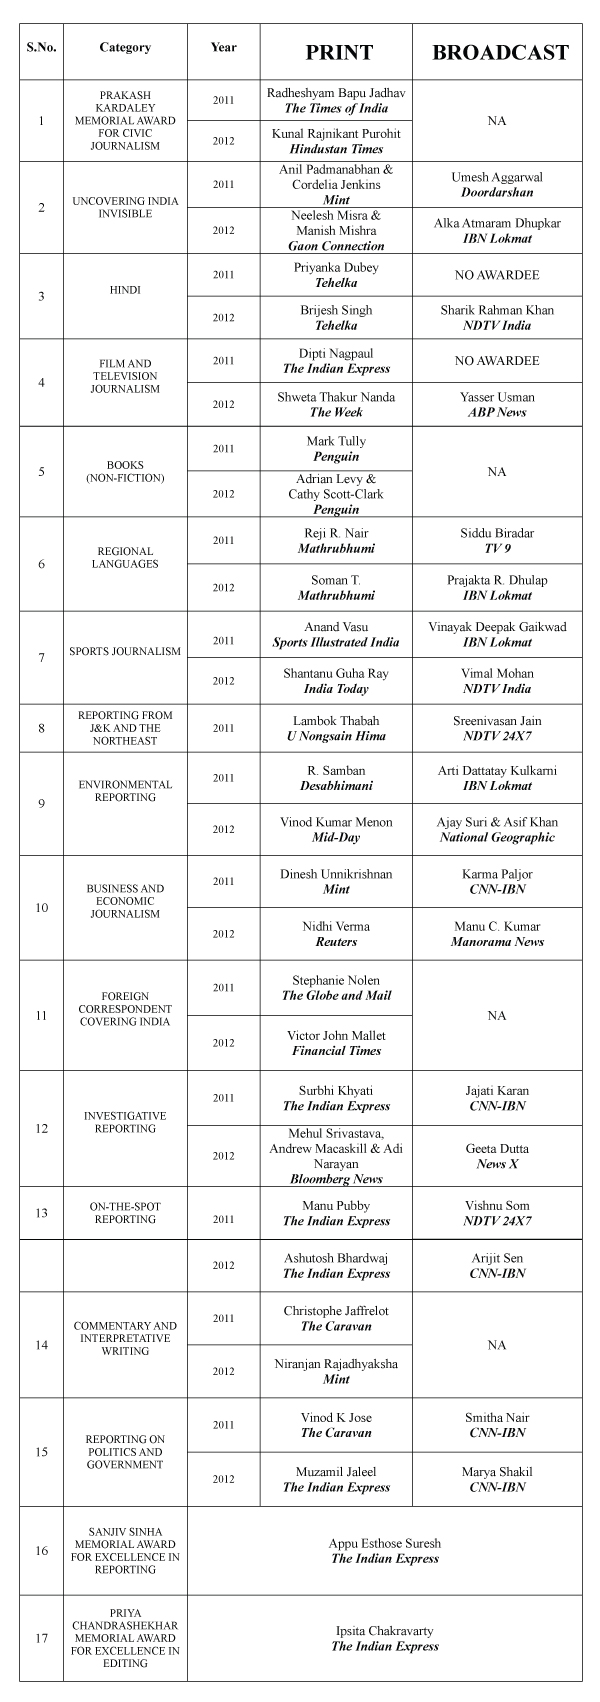 S.No.
Category
Year
PRINT
BROADCAST
1
PRAKASH
KARDALEY
MEMORIAL AWARD
FOR CIVIC
JOURNALISM
2011
Radheshyam Bapu Jadhav
The Times of India
NA
2012
Kunal Rajnikant Purohit
Hindustan Times
2
UNCOVERING INDIA
INVISIBLE
2011
Anil Padmanabhan &
Cordelia Jenkins
Mint
Umesh Aggarwal
Doordarshan
2012
Neelesh Misra &
Manish Mishra
Gaon Connection
Alka Atmaram Dhupkar
IBN Lokmat
3
HINDI
2011
Priyanka Dubey
Tehelka
NO AWARDEE
2012
Brijesh Singh
Tehelka
Sharik Rahman Khan
NDTV India
4
FILM AND
TELEVISION
JOURNALISM
2011
Dipti Nagpaul
The Indian Express
NO AWARDEE
2012
Shweta Thakur Nanda
The Week
Yasser Usman
ABP News
5
BOOKS
(NON-FICTION)
2011
Mark Tully
Penguin
NA
2012
Adrian Levy &
Cathy Scott-Clark
Penguin
6
REGIONAL
LANGUAGES
2011
Reji R. Nair
Mathrubhumi
Siddu Biradar
TV 9
2012
Soman T.
Mathrubhumi
Prajakta R. Dhulap
IBN Lokmat
7
SPORTS JOURNALISM
2011
Anand Vasu
Sports Illustrated India
Vinayak Deepak Gaikwad
IBN Lokmat
2012
Shantanu Guha Ray
India Today
Vimal Mohan
NDTV India
8
REPORTING FROM
J&K AND THE
NORTHEAST
2011
Lambok Thabah
U Nongsain Hima
Sreenivasan Jain
NDTV 24X7
9
ENVIRONMENTAL
REPORTING
2011
R. Samban
Desabhimani
Arti Dattatay Kulkarni
IBN Lokmat
2012
Vinod Kumar Menon
Mid-Day
Ajay Suri & Asif Khan
National Geographic
10
BUSINESS AND
ECONOMIC
JOURNALISM
2011
Dinesh Unnikrishnan
Mint
Karma Paljor
CNN-IBN
2012
Nidhi Verma
Reuters
Manu C. Kumar
Manorama News
11
FOREIGN
CORRESPONDENT
COVERING INDIA
2011
Stephanie Nolen
The Globe and Mail
NA
2012
Victor John Mallet
Financial Times
12
INVESTIGATIVE
REPORTING
2011
Surbhi Khyati
The Indian Express
Jajati Karan
CNN-IBN
2012
Mehul Srivastava,
Andrew Macaskill & Adi
Narayan
Bloomberg News
Geeta Dutta
News X
13
ON-THE-SPOT
REPORTING
2011
Manu Pubby
The Indian Express
Vishnu Som
NDTV 24X7
2012
Ashutosh Bhardwaj
The Indian Express
Arijit Sen
CNN-IBN
14
COMMENTARY AND
INTERPRETATIVE
WRITING
2011
Christophe Jaffrelot
The Caravan
NA
2012
Niranjan Rajadhyaksha
Mint
15
REPORTING ON
POLITICS AND
GOVERNMENT
2011
Vinod K Jose
The Caravan
Smitha Nair
CNN-IBN
2012
Muzamil Jaleel
The Indian Express
Marya Shakil
CNN-IBN
16
SANJIV SINHA
MEMORIAL AWARD
FOR EXCELLENCE IN
REPORTING
Appu Esthose Suresh
The Indian Express
17
PRIYA
CHANDRASHEKHAR
MEMORIAL AWARD
FOR EXCELLENCE IN
EDITING
Ipsita Chakravarty
The Indian Express